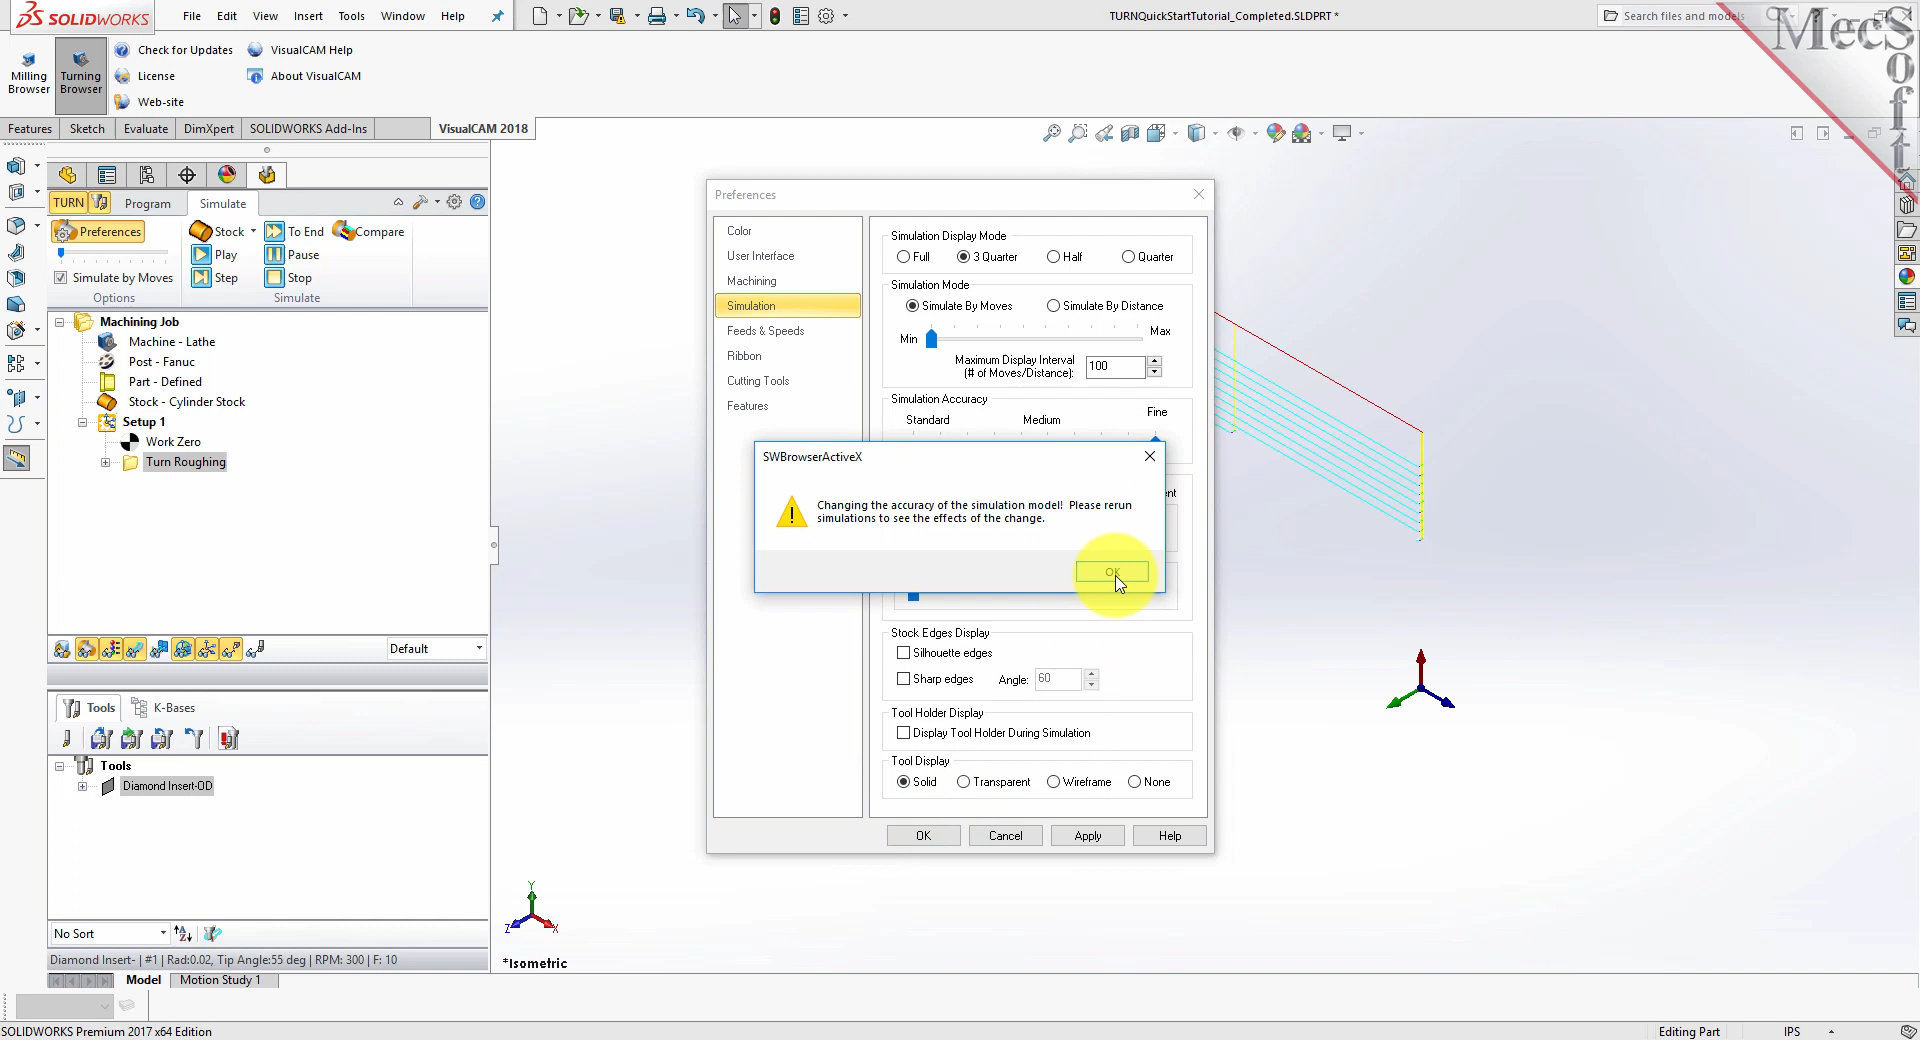 SOLIDWORKS
File Edit View Insert Tools Window Help
TURNQuickStartTutorial_Completed.SLDPRT *
Search files and models
MecSoft
Milling Browser
Turning Browser
Check for Updates
VisualCAM Help
License
About VisualCAM
Web-site
Features Sketch Evaluate DimXpert SOLIDWORKS Add-Ins VisualCAM 2018
TURN Program Simulate
Preferences Stock To End Compare
Play Pause
Simulate by Moves Step Stop
Options Simulate
Machining Job
Machine - Lathe
Post - Fanuc
Part - Defined
Stock - Cylinder Stock
Setup 1
Work Zero
Turn Roughing
Default
Tools K-Bases
Tools
Diamond Insert-OD
No Sort
Diamond Insert- | #1 | Rad:0.02, Tip Angle:55 deg | RPM: 300 | F: 10
Model Motion Study 1
SOLIDWORKS Premium 2017 x64 Edition
Editing Part IPS
Preferences
Color
User Interface
Machining
Simulation
Feeds & Speeds
Ribbon
Cutting Tools
Features
Simulation Display Mode
Full 3 Quarter Half Quarter
Simulation Mode
Simulate By Moves Simulate By Distance
Min Max
Maximum Display Interval
(# of Moves/Distance): 100
Simulation Accuracy
Standard Medium Fine
SWBrowserActiveX
Changing the accuracy of the simulation model! Please rerun
simulations to see the effects of the change.
OK
Stock Edges Display
Silhouette edges
Sharp edges Angle: 60
Tool Holder Display
Display Tool Holder During Simulation
Tool Display
Solid Transparent Wireframe None
OK Cancel Apply Help
Y
Z X
*Isometric